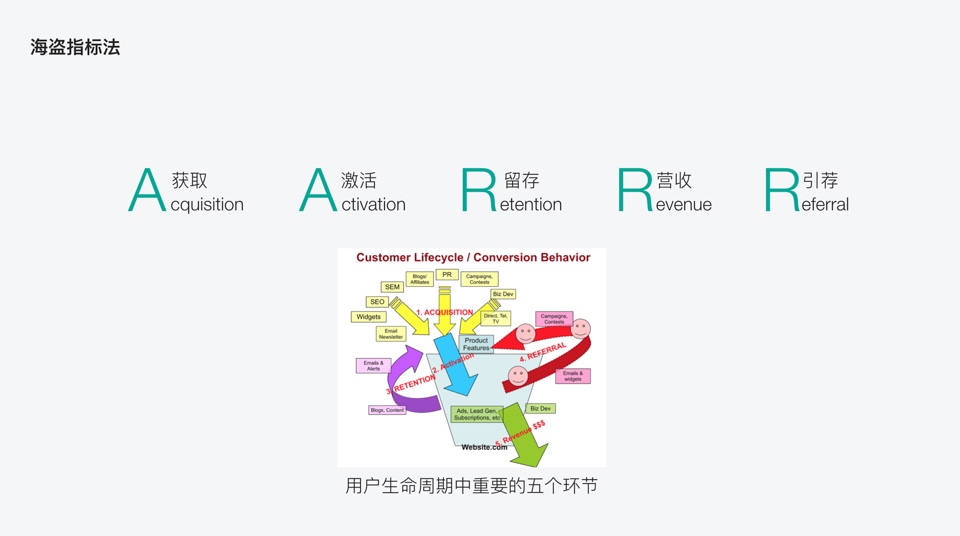 海盗指标法
A 获取 cquisition
A 激活 ctivation
R 留存 etention
R 营收 evenue
R 引荐 eferral
Customer Lifecycle / Conversion Behavior
PR
Blogs/
Affiliates
Campaigns,
Contests
SEM
Biz Dev
SEO
1. ACQUISITION
Widgets
Direct, Tel,
TV
Campaigns,
Contests
Email
Newsletter
Product
Features
4. REFERRAL
2. Activation
Emails &
Alerts
3. RETENTION
Emails &
widgets
Blogs, Content
Ads, Lead Gen,
Subscriptions, etc
Biz Dev
5. Revenue $$$
Website.com
用户生命周期中重要的五个环节